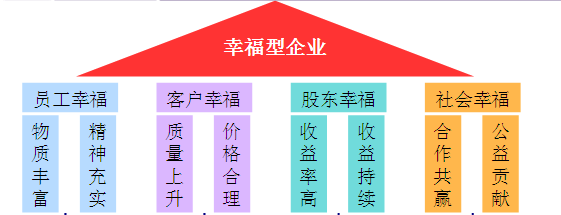 幸福型企业
员工幸福
客户幸福
股东幸福
社会幸福
物质丰富
精神充实
质量上升
价格合理
收益率高
收益持续
合作共赢
公益贡献